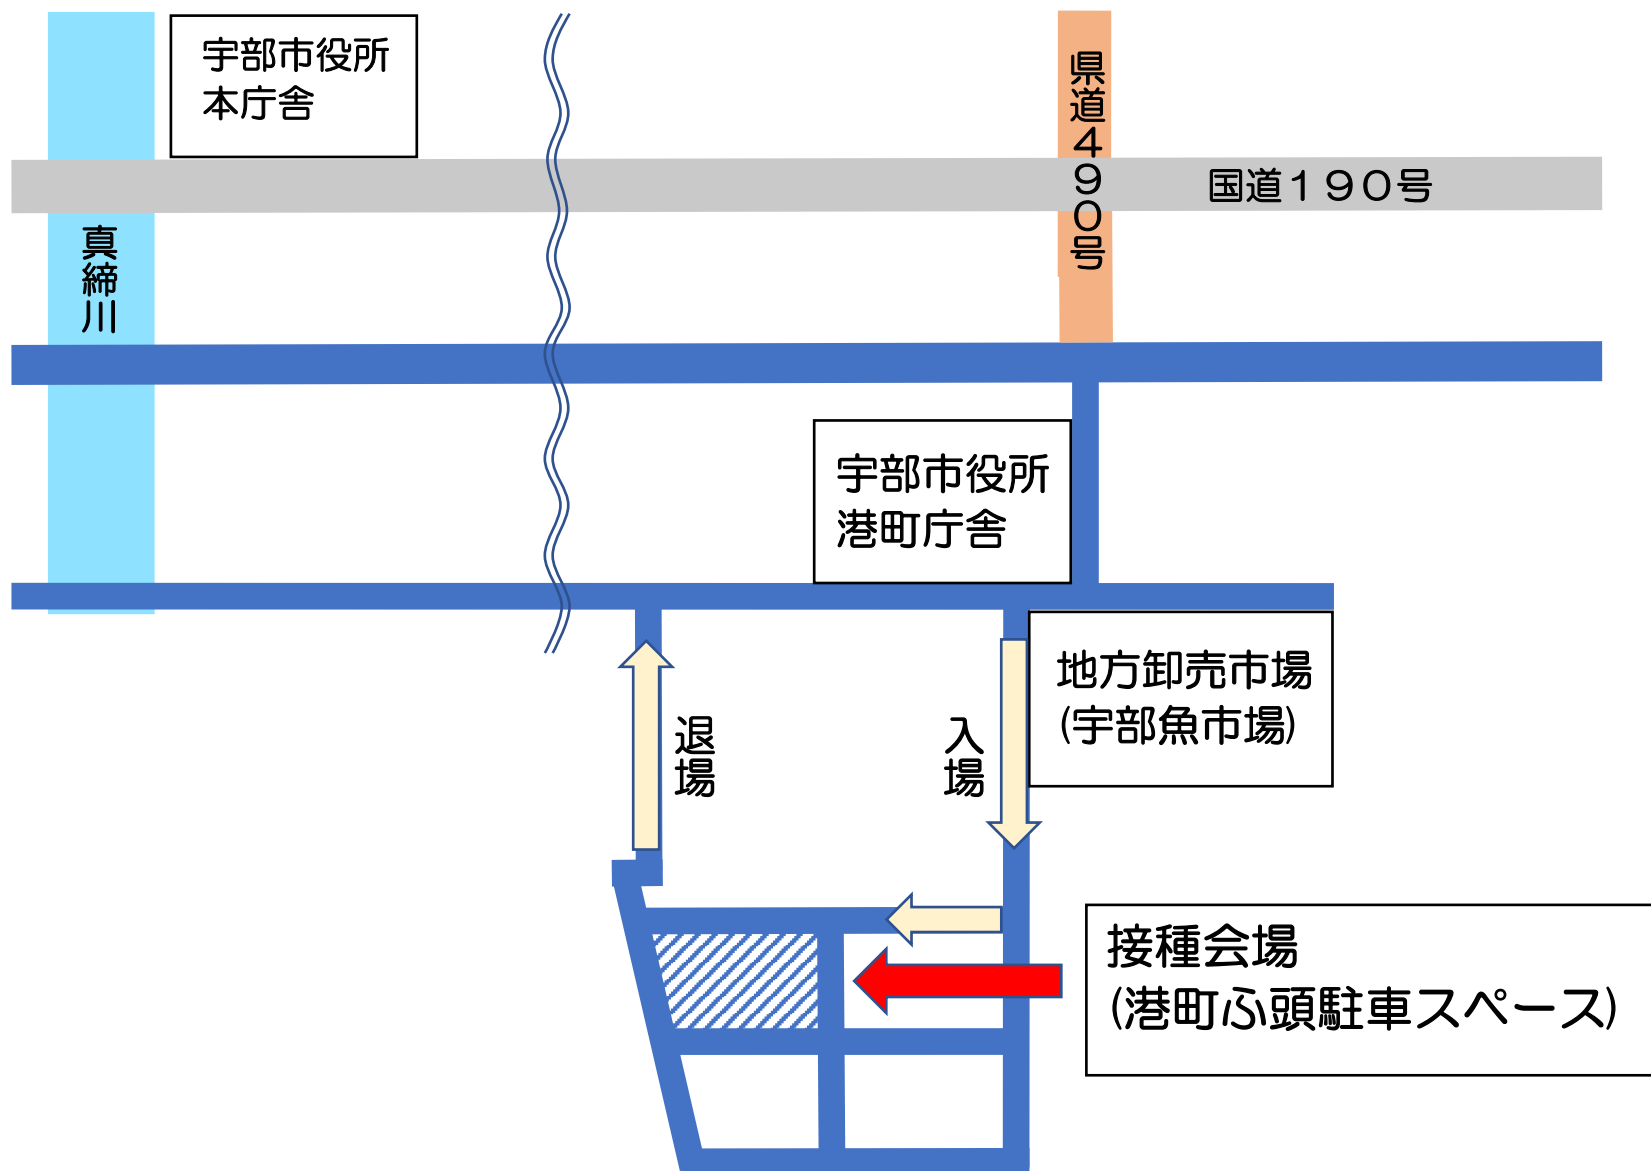 宇部市役所
本庁舎
県道４９０号
国道１９０号
真締川
宇部市役所
港町庁舎
地方卸売市場
(宇部魚市場)
退場
入場
接種会場
(港町ふ頭駐車スペース)